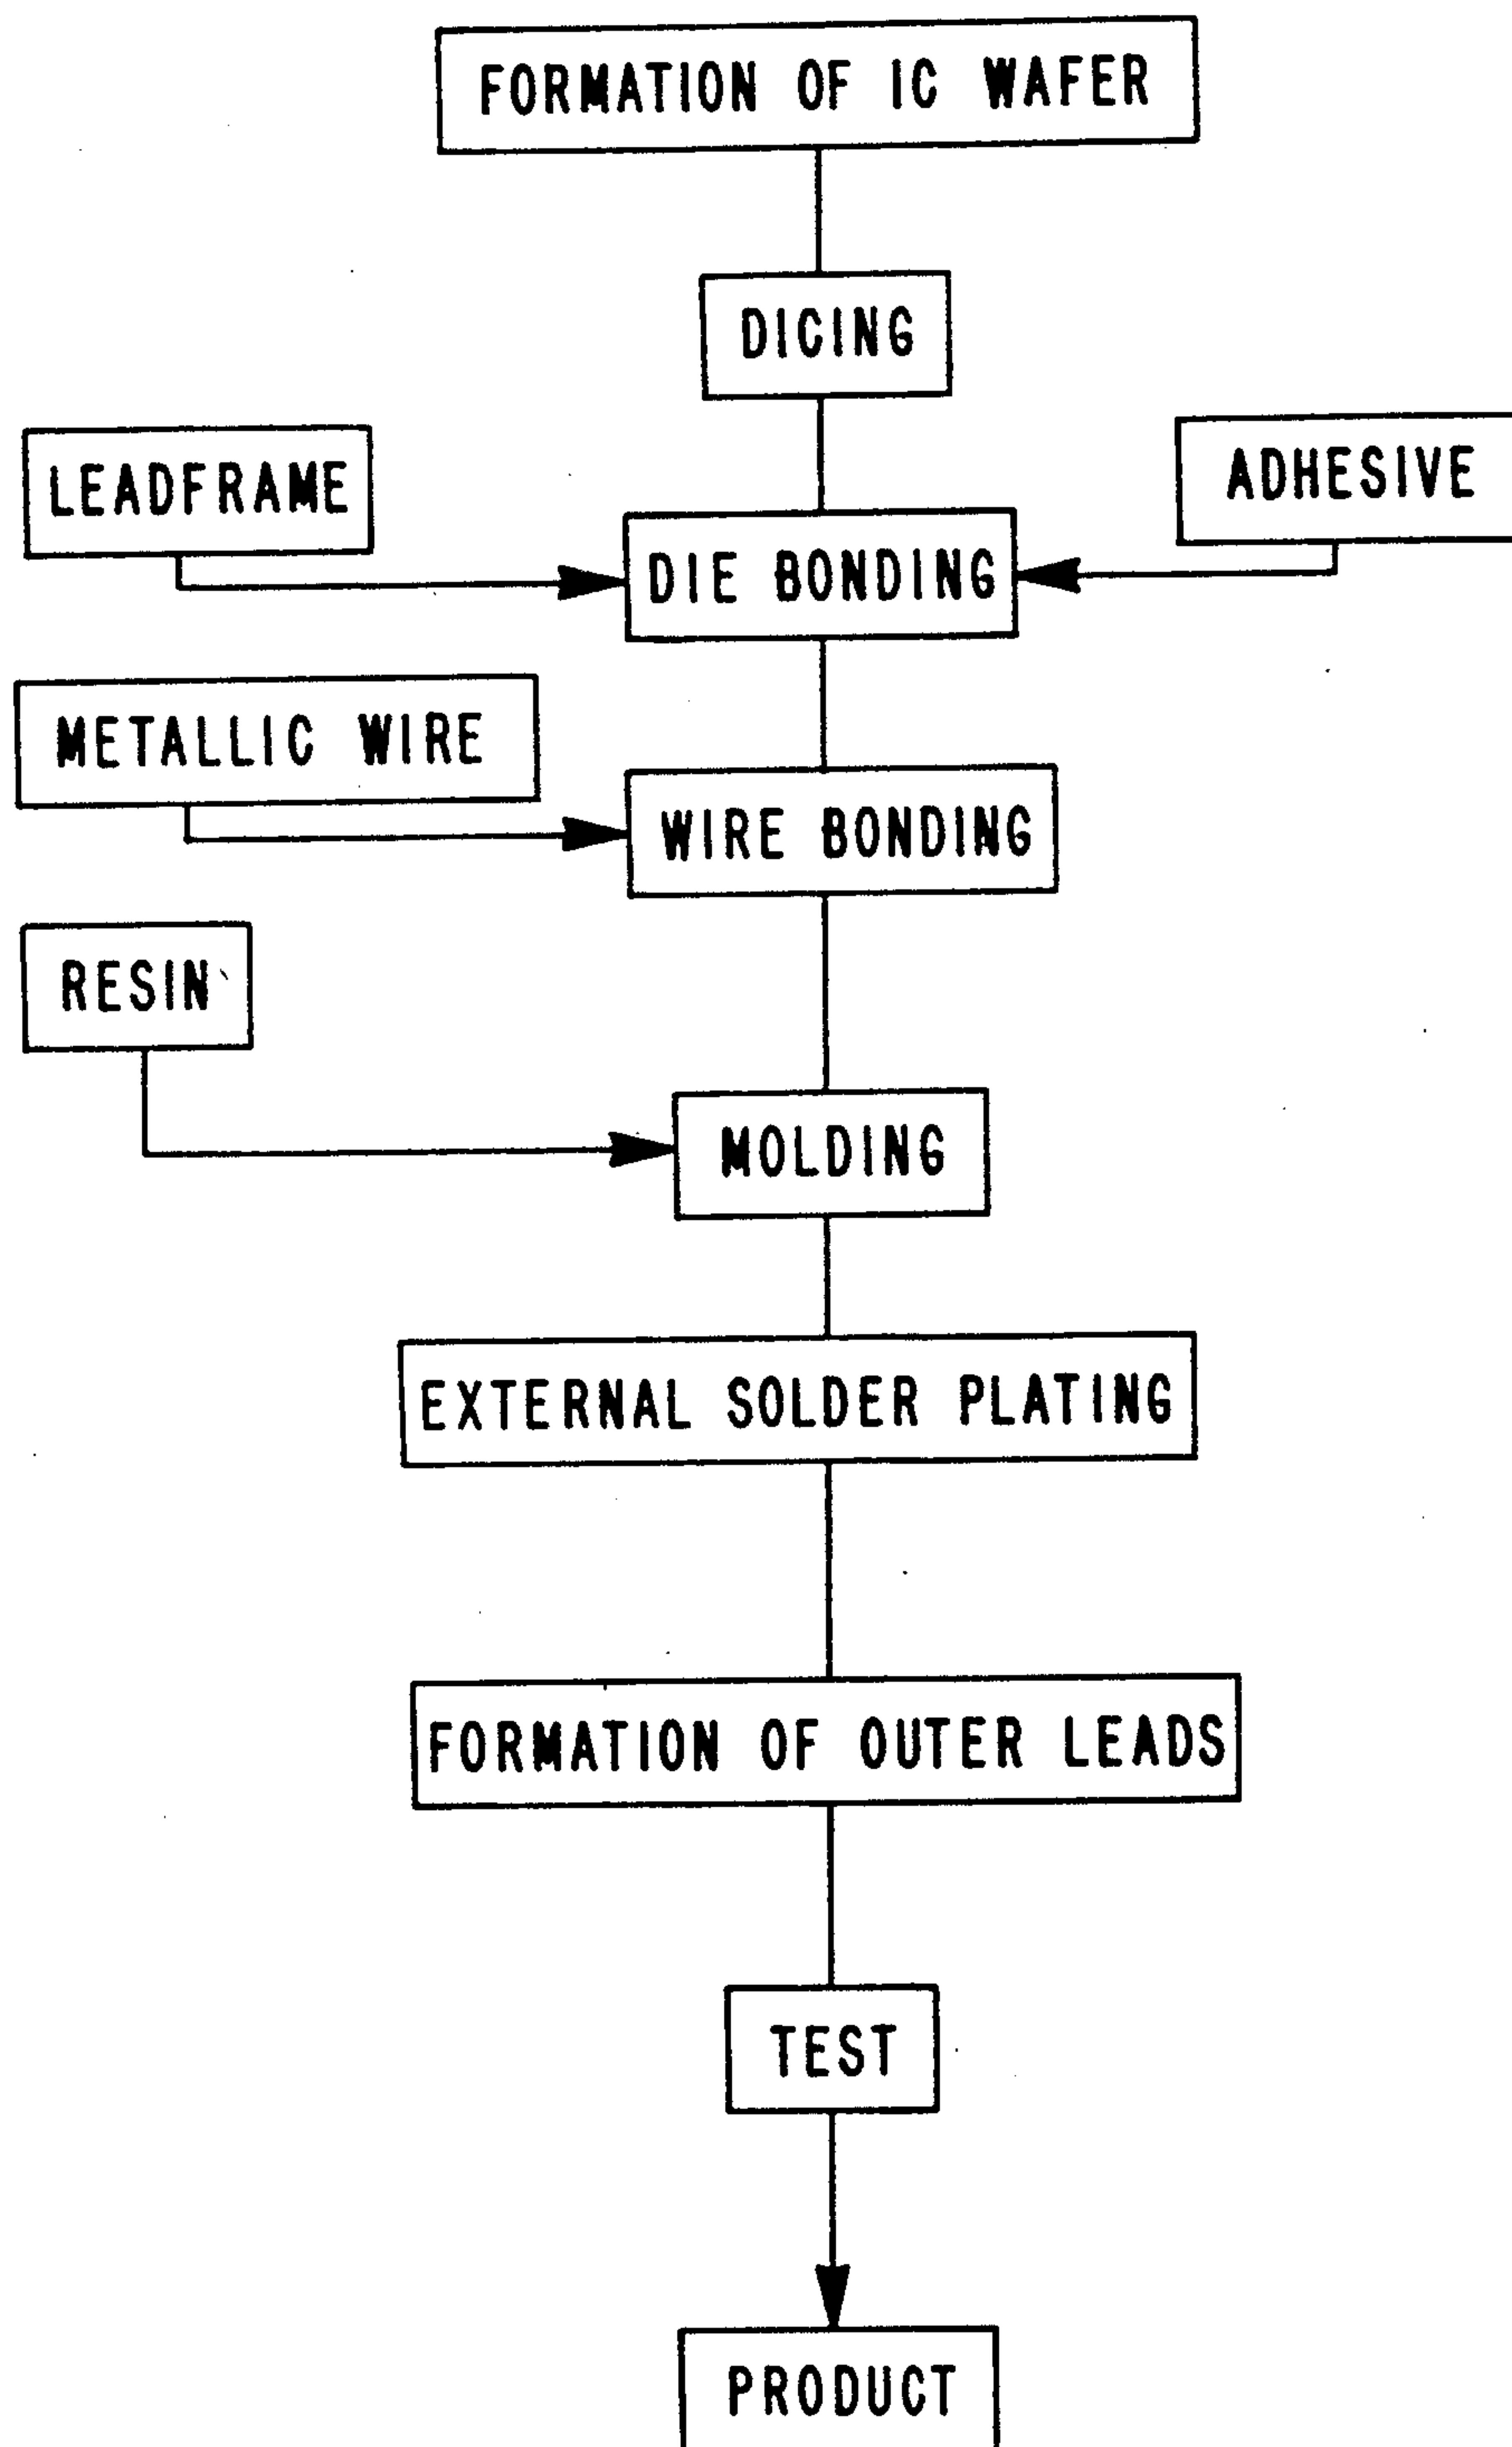 FORMATION OF IC WAFER
DICING
LEADFRAME
ADHESIVE
DIE BONDING
METALLIC WIRE
WIRE BONDING
RESIN
MOLDING
EXTERNAL SOLDER PLATING
FORMATION OF OUTER LEADS
TEST
PRODUCT